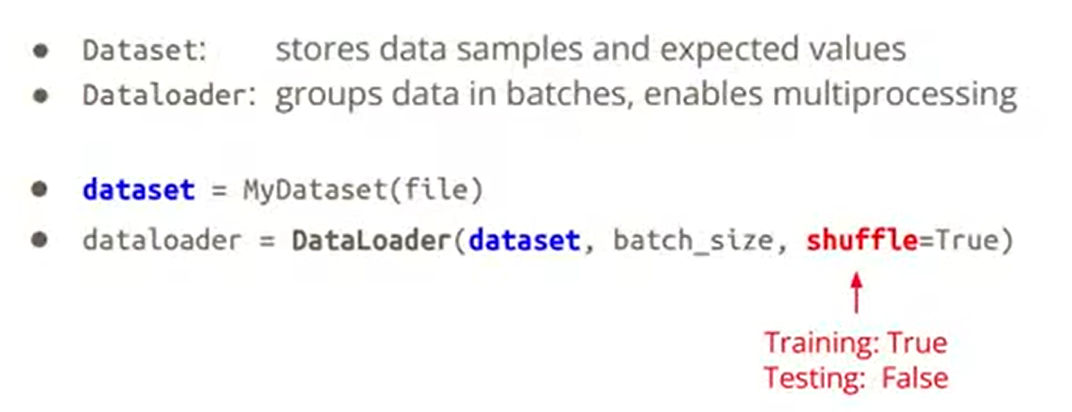 • Dataset: stores data samples and expected values
• Dataloader: groups data in batches, enables multiprocessing
• dataset = MyDataset(file)
• dataloader = DataLoader(dataset, batch_size, shuffle=True)
Training: True
Testing: False